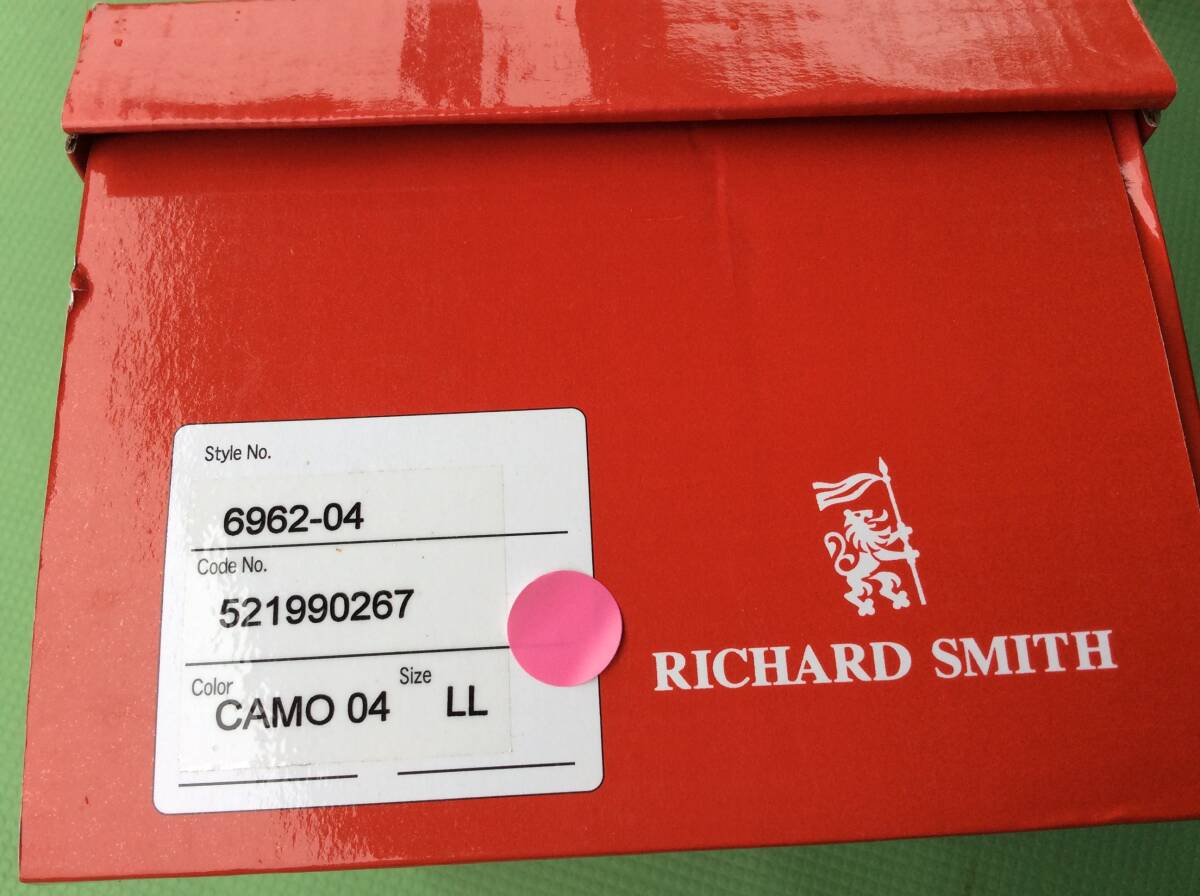 Style No.
6962-04
Code No.
521990267
Color
CAMO 04
Size
LL
RICHARD SMITH